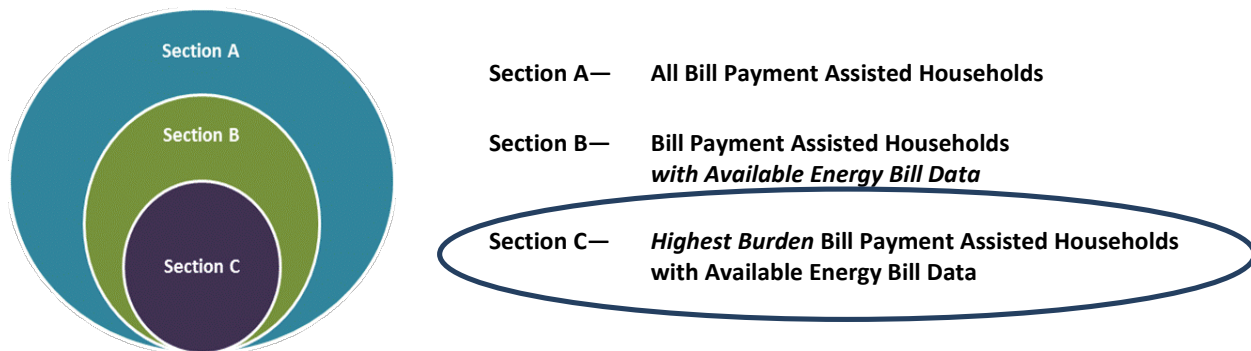 Section A
Section B
Section C
Section A— All Bill Payment Assisted Households
Section B— Bill Payment Assisted Households
with Available Energy Bill Data
Section C— Highest Burden Bill Payment Assisted Households
with Available Energy Bill Data